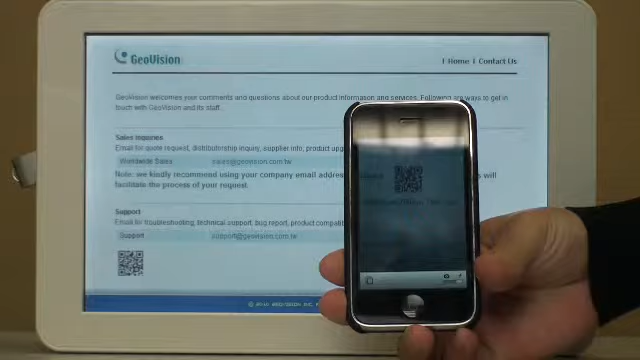 GeoVision
| Home | Contact Us
GeoVision welcomes your comments and questions about our product information and services. Following are ways to get in
touch with GeoVision and its staff.
Sales Inquiries
Email for quote request, distributorship inquiry, supplier info, product
Worldwide Sales sales@geovision.com.tw
Note: we kindly recommend using your company email address will
facilitate the process of your request.
Support
Email for troubleshooting, technical support, bug report, product
Support support@geovision.com.tw